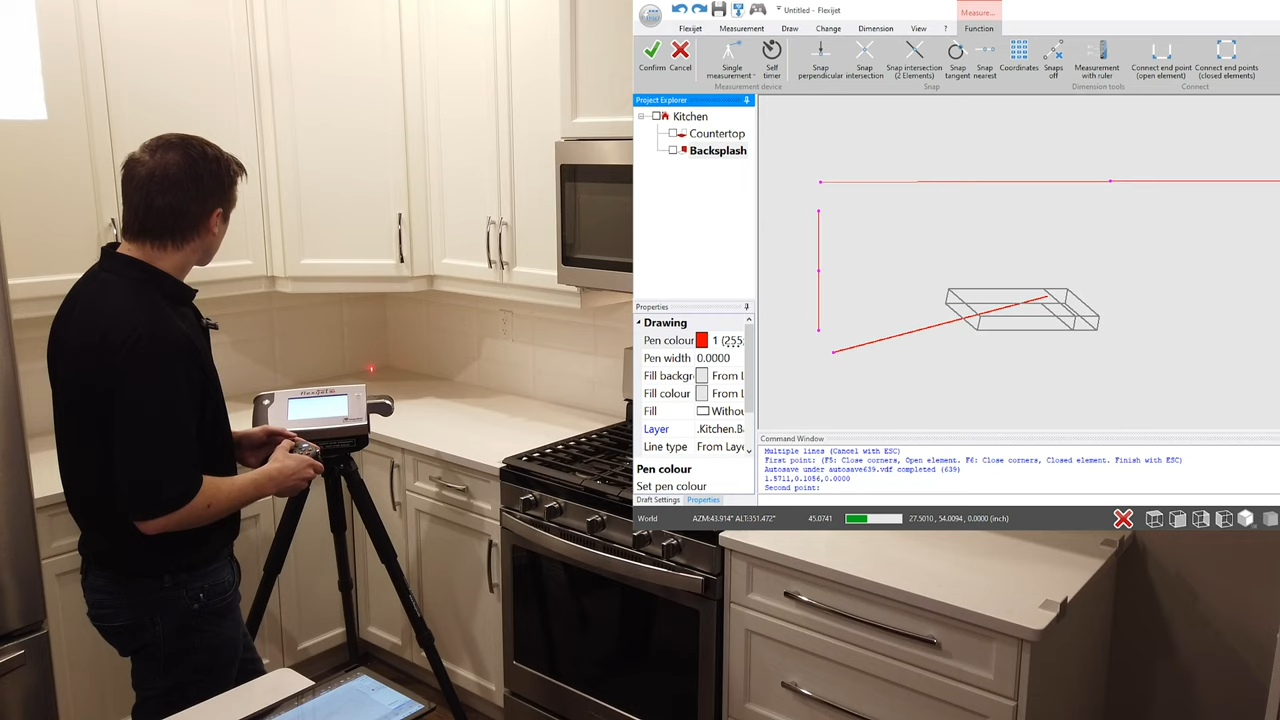 Untitled - Flexijet
Measure...
Flexijet Measurement Draw Change Dimension View ? Function
Confirm Cancel Single measurement Self timer Snap perpendicular Snap intersection Snap intersection (2 Elements) Snap tangent Snap nearest Coordinates Snaps off Measurement with ruler Connect end point (open element) Connect end points (closed elements)
Measurement device Snap Dimension tools Connect
Project Explorer
Kitchen
Countertop
Backsplash
Properties
Drawing
Pen colour 1 (255;
Pen width 0.0000
Fill backgr From L
Fill colour From L
Fill Withou
Layer .Kitchen.B
Line type From Laye
Pen colour
Set pen colour
Draft Settings Properties
Command Window
Multiple lines (Cancel with ESC)
First point: (F5: Close corners, Open element. F6: Close corners, Closed element. Finish with ESC)
Autosave under autosave639.vdf completed (639)
1.5711,0.1056,0.0000
Second point:
World AZM:43.914° ALT:351.472° 45.0741 27.5010, 54.0094, 0.0000 (inch)
flexijet